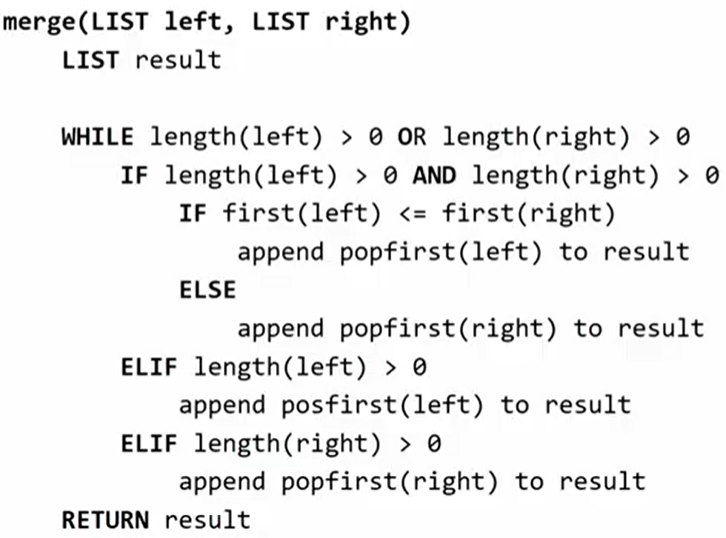 merge(LIST left, LIST right)
LIST result
WHILE length(left) > 0 OR length(right) > 0
IF length(left) > 0 AND length(right) > 0
IF first(left) <= first(right)
append popfirst(left) to result
ELSE
append popfirst(right) to result
ELIF length(left) > 0
append posfirst(left) to result
ELIF length(right) > 0
append popfirst(right) to result
RETURN result